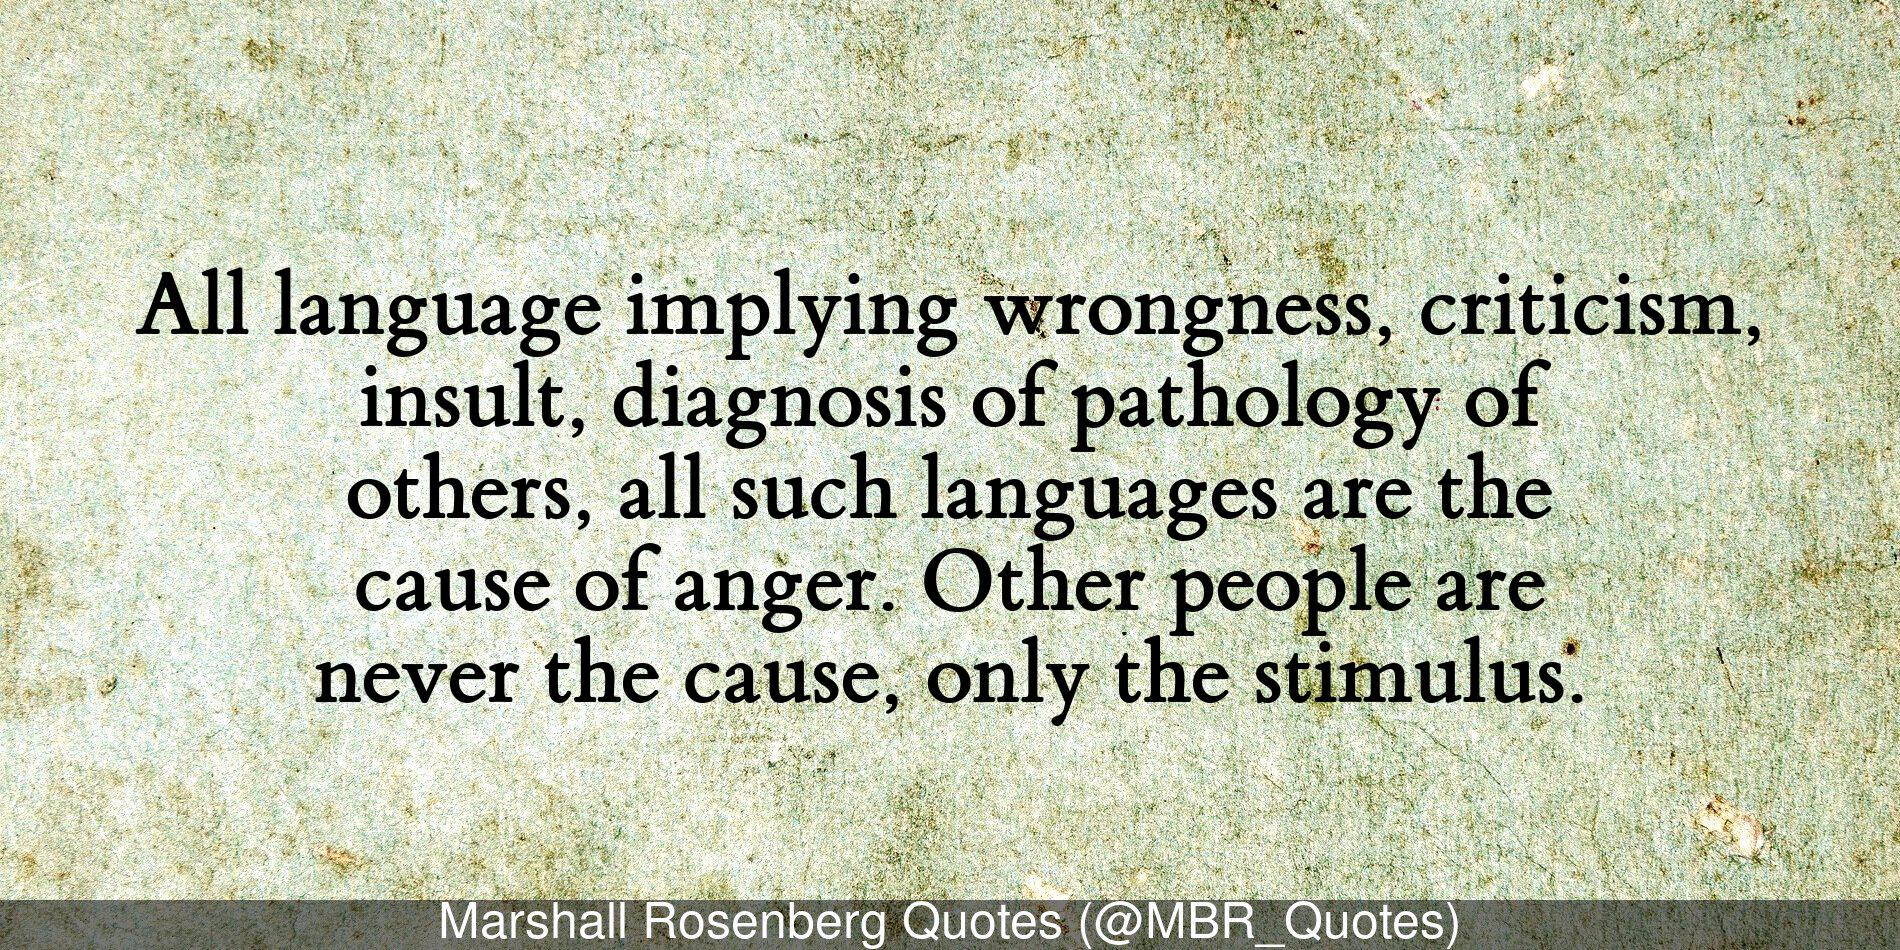 All language implying wrongness, criticism,
insult, diagnosis of pathology of
others, all such languages are the
cause of anger. Other people are
never the cause, only the stimulus.
Marshall Rosenberg Quotes (@MBR_Quotes)